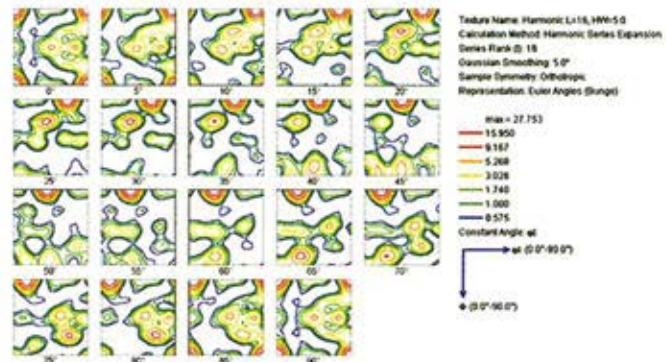 0° 5° 10° 15° 20°
25° 30° 35° 40° 45°
50° 55° 60° 65° 70°
75° 80° 85° 90°
Texture Name: Harmonic L=16, HW=5.0
Calculation Method: Harmonic Series Expansion
Series Rank (l): 16
Gaussian Smoothing: 5.0°
Sample Symmetry: Orthotropic
Representation: Euler Angles (Bunge)
max = 27.753
15.950
9.167
5.268
3.028
1.740
1.000
0.575
Constant Angle: φ2
φ1 (0.0°-90.0°)
Φ (0.0°-90.0°)